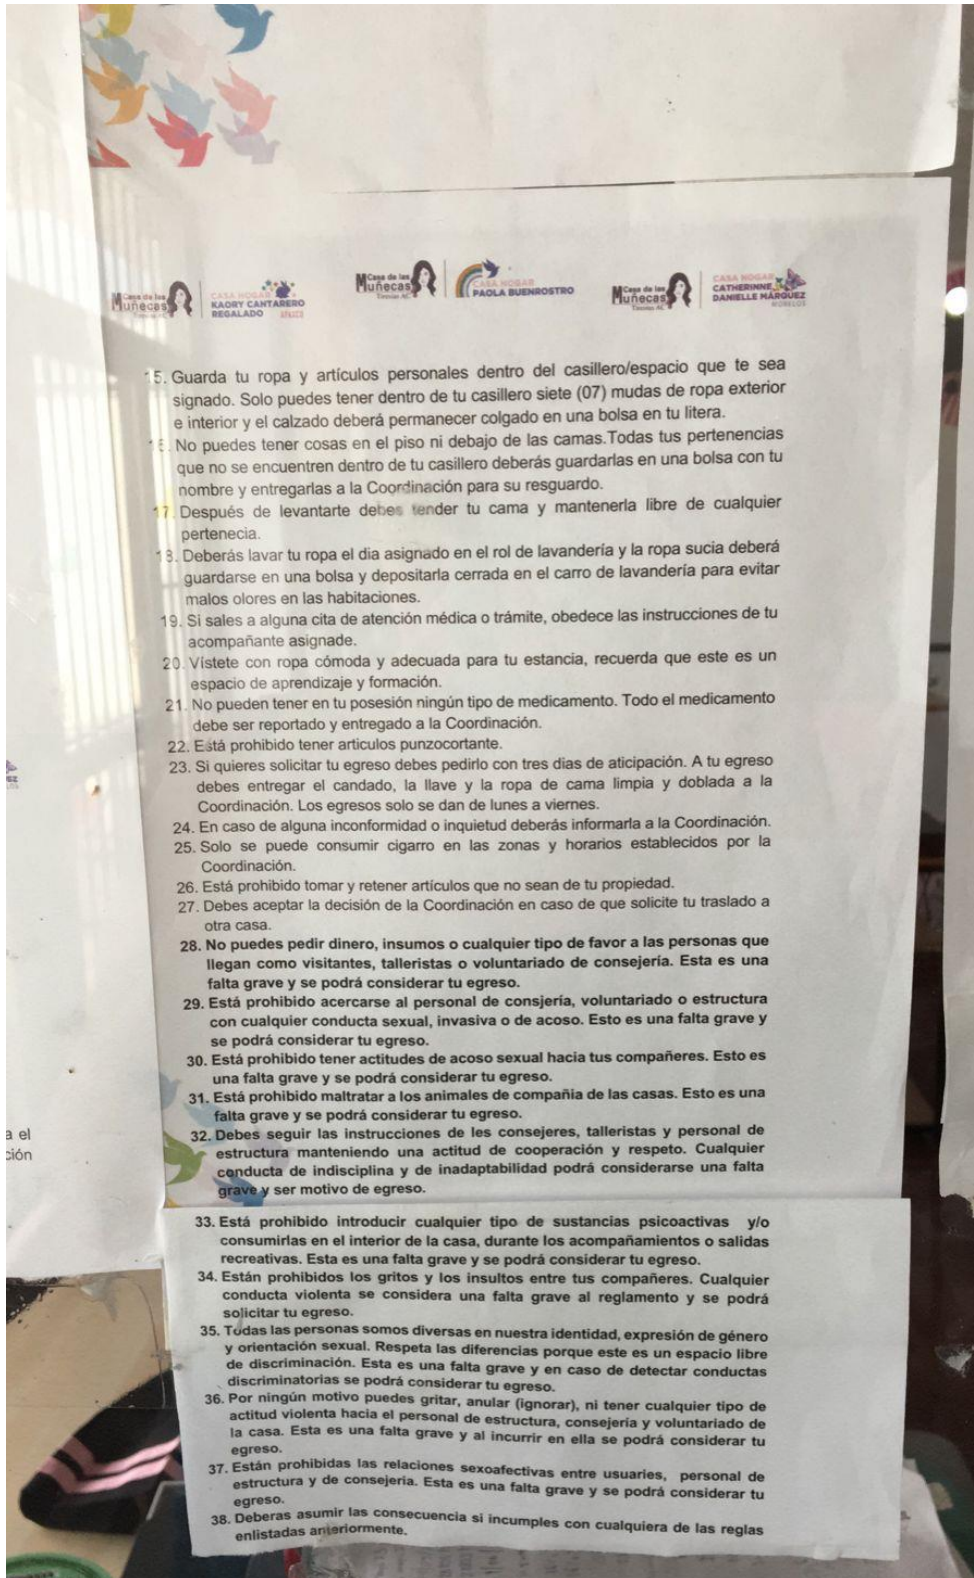 Casa de las
Muñecas
Tiresias AC
CASA HOGAR
KAORY CANTARERO
REGALADO
Casa de las
Muñecas
Tiresias AC
CASA HOGAR
PAOLA BUENROSTRO
Casa de las
Muñecas
Tiresias AC
CASA HOGAR
CATHERINNE
DANIELLE MÁRQUEZ
MORELOS
15. Guarda tu ropa y artículos personales dentro del casillero/espacio que te sea
signado. Solo puedes tener dentro de tu casillero siete (07) mudas de ropa exterior
e interior y el calzado deberá permanecer colgado en una bolsa en tu litera.
16. No puedes tener cosas en el piso ni debajo de las camas.Todas tus pertenencias
que no se encuentren dentro de tu casillero deberás guardarlas en una bolsa con tu
nombre y entregarlas a la Coordinación para su resguardo.
17. Después de levantarte debes tender tu cama y mantenerla libre de cualquier
pertenecia.
18. Deberás lavar tu ropa el dia asignado en el rol de lavandería y la ropa sucia deberá
guardarse en una bolsa y depositarla cerrada en el carro de lavandería para evitar
malos olores en las habitaciones.
19. Si sales a alguna cita de atención médica o trámite, obedece las instrucciones de tu
acompañante asignade.
20. Vístete con ropa cómoda y adecuada para tu estancia, recuerda que este es un
espacio de aprendizaje y formación.
21. No pueden tener en tu posesión ningún tipo de medicamento. Todo el medicamento
debe ser reportado y entregado a la Coordinación.
22. Está prohibido tener articulos punzocortante.
23. Si quieres solicitar tu egreso debes pedirlo con tres dias de aticipación. A tu egreso
debes entregar el candado, la llave y la ropa de cama limpia y doblada a la
Coordinación. Los egresos solo se dan de lunes a viernes.
24. En caso de alguna inconformidad o inquietud deberás informarla a la Coordinación.
25. Solo se puede consumir cigarro en las zonas y horarios establecidos por la
Coordinación.
26. Está prohibido tomar y retener artículos que no sean de tu propiedad.
27. Debes aceptar la decisión de la Coordinación en caso de que solicite tu traslado a
otra casa.
28. No puedes pedir dinero, insumos o cualquier tipo de favor a las personas que
llegan como visitantes, talleristas o voluntariado de consejería. Esta es una
falta grave y se podrá considerar tu egreso.
29. Está prohibido acercarse al personal de consjería, voluntariado o estructura
con cualquier conducta sexual, invasiva o de acoso. Esto es una falta grave y
se podrá considerar tu egreso.
30. Está prohibido tener actitudes de acoso sexual hacia tus compañeres. Esto es
una falta grave y se podrá considerar tu egreso.
31. Está prohibido maltratar a los animales de compañia de las casas. Esto es una
falta grave y se podrá considerar tu egreso.
32. Debes seguir las instrucciones de les consejeres, talleristas y personal de
estructura manteniendo una actitud de cooperación y respeto. Cualquier
conducta de indisciplina y de inadaptabilidad podrá considerarse una falta
grave y ser motivo de egreso.
a el
ción
33. Está prohibido introducir cualquier tipo de sustancias psicoactivas y/o
consumirlas en el interior de la casa, durante los acompañamientos o salidas
recreativas. Esta es una falta grave y se podrá considerar tu egreso.
34. Están prohibidos los gritos y los insultos entre tus compañeres. Cualquier
conducta violenta se considera una falta grave al reglamento y se podrá
solicitar tu egreso.
35. Todas las personas somos diversas en nuestra identidad, expresión de género
y orientación sexual. Respeta las diferencias porque este es un espacio libre
de discriminación. Esta es una falta grave y en caso de detectar conductas
discriminatorias se podrá considerar tu egreso.
36. Por ningún motivo puedes gritar, anular (ignorar), ni tener cualquier tipo de
actitud violenta hacia el personal de estructura, consejería y voluntariado de
la casa. Esta es una falta grave y al incurrir en ella se podrá considerar tu
egreso.
37. Están prohibidas las relaciones sexoafectivas entre usuaries, personal de
estructura y de consejeria. Esta es una falta grave y se podrá considerar tu
egreso.
38. Deberas asumir las consecuencia si incumples con cualquiera de las reglas
enlistadas anteriormente.